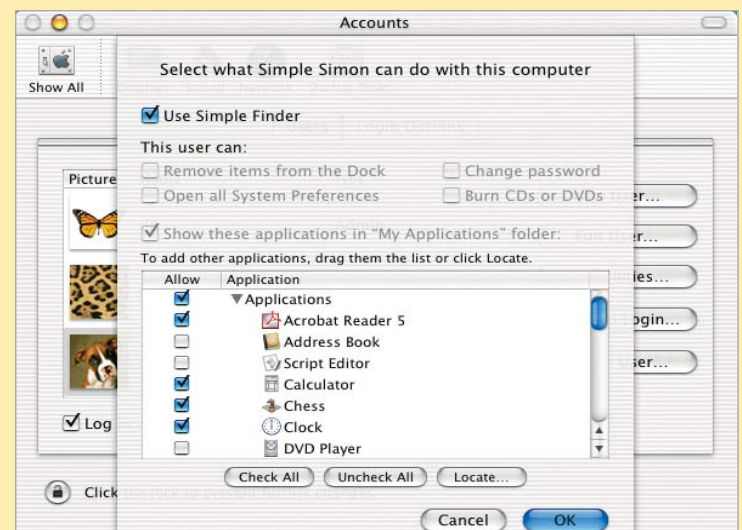 Accounts
Show All
Select what Simple Simon can do with this computer
Use Simple Finder
This user can:
Remove items from the Dock Change password
Open all System Preferences Burn CDs or DVDs
Show these applications in “My Applications” folder:
To add other applications, drag them the list or click Locate.
Picture
Allow Application
Applications
Acrobat Reader 5
Address Book
Script Editor
Calculator
Chess
Clock
DVD Player
Check All Uncheck All Locate...
Cancel OK
Log
Click